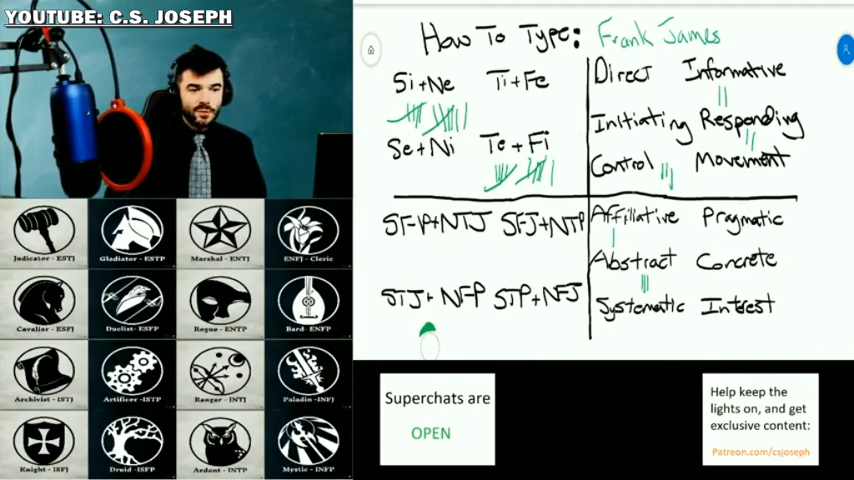 YOUTUBE: C.S. JOSEPH
How To Type: Frank James
Si+Ne Ti+Fe
Se+Ni Te+Fi
Direct Informative
Initiating Responding
Control Movement
STP+NTJ SFJ+NTP
STJ+NFP STP+NFJ
Affiliative Pragmatic
Abstract Concrete
Systematic Interest
Judicator - ESTJ
Gladiator - ESTP
Marshal - ENTJ
ENFJ - Cleric
Cavalier - ESFJ
Duelist - ESFP
Rogue - ENTP
Bard - ENFP
Archivist - ISTJ
Artificer - ISTP
Ranger - INTJ
Paladin - INFJ
Knight - ISFJ
Druid - ISFP
Ardent - INTP
Mystic - INFP
Superchats are
OPEN
Help keep the
lights on, and get
exclusive content:
Patreon.com/csjoseph